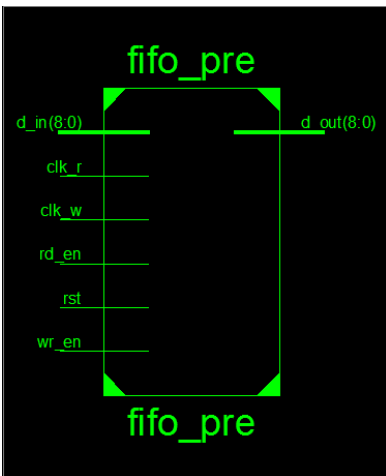 fifo_pre
d_in(8:0)
d_out(8:0)
clk_r
clk_w
rd_en
rst
wr_en
fifo_pre